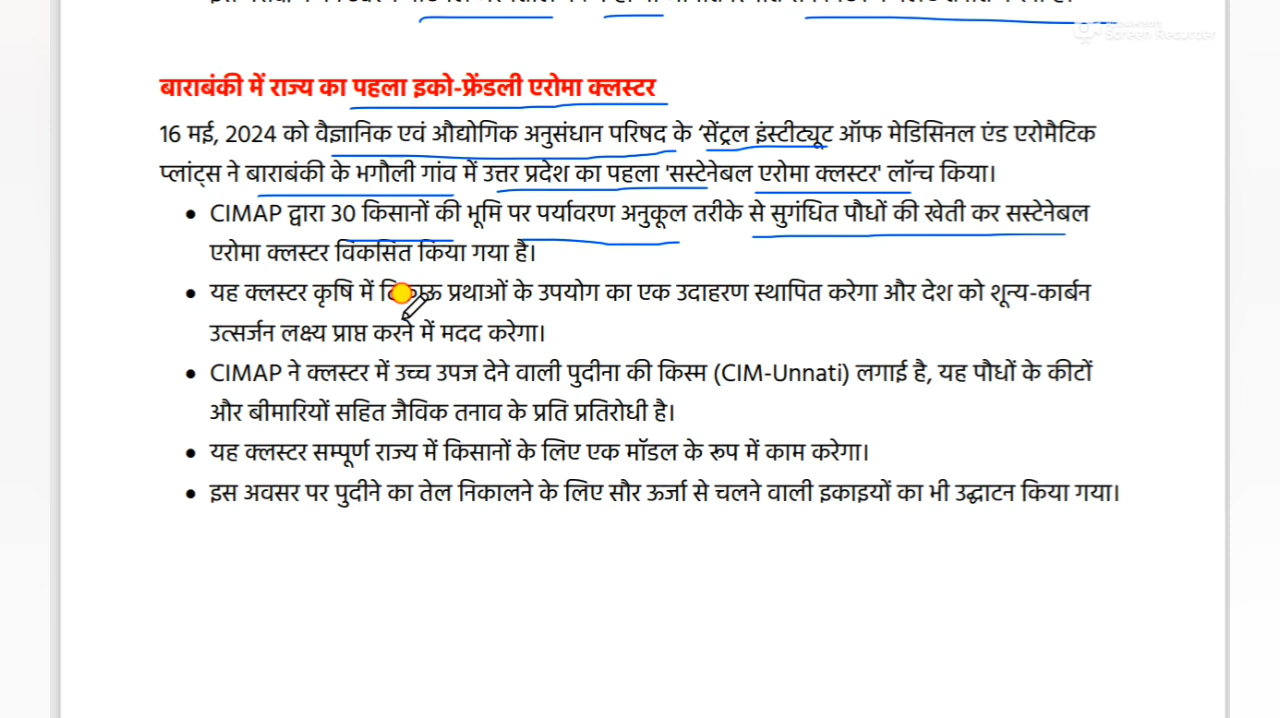 बाराबंकी में राज्य का पहला इको-फ्रेंडली एरोमा क्लस्टर
16 मई, 2024 को वैज्ञानिक एवं औद्योगिक अनुसंधान परिषद के 'सेंट्रल इंस्टीट्यूट ऑफ मेडिसिनल एंड एरोमैटिक
प्लांट्स ने बाराबंकी के भगौली गांव में उत्तर प्रदेश का पहला 'सस्टेनेबल एरोमा क्लस्टर' लॉन्च किया।
• CIMAP द्वारा 30 किसानों की भूमि पर पर्यावरण अनुकूल तरीके से सुगंधित पौधों की खेती कर सस्टेनेबल
एरोमा क्लस्टर विकसित किया गया है।
• यह क्लस्टर कृषि में प्रथाओं के उपयोग का एक उदाहरण स्थापित करेगा और देश को शून्य-कार्बन
उत्सर्जन लक्ष्य प्राप्त करने में मदद करेगा।
• CIMAP ने क्लस्टर में उच्च उपज देने वाली पुदीना की किस्म (CIM-Unnati) लगाई है, यह पौधों के कीटों
और बीमारियों सहित जैविक तनाव के प्रति प्रतिरोधी है।
• यह क्लस्टर सम्पूर्ण राज्य में किसानों के लिए एक मॉडल के रूप में काम करेगा।
• इस अवसर पर पुदीने का तेल निकालने के लिए सौर ऊर्जा से चलने वाली इकाइयों का भी उद्घाटन किया गया।